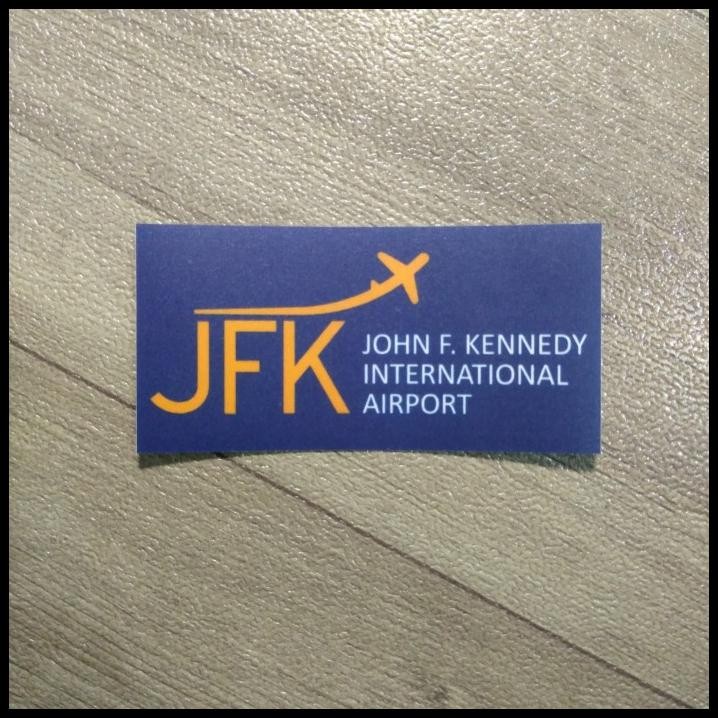 JFK
JOHN F. KENNEDY
INTERNATIONAL
AIRPORT